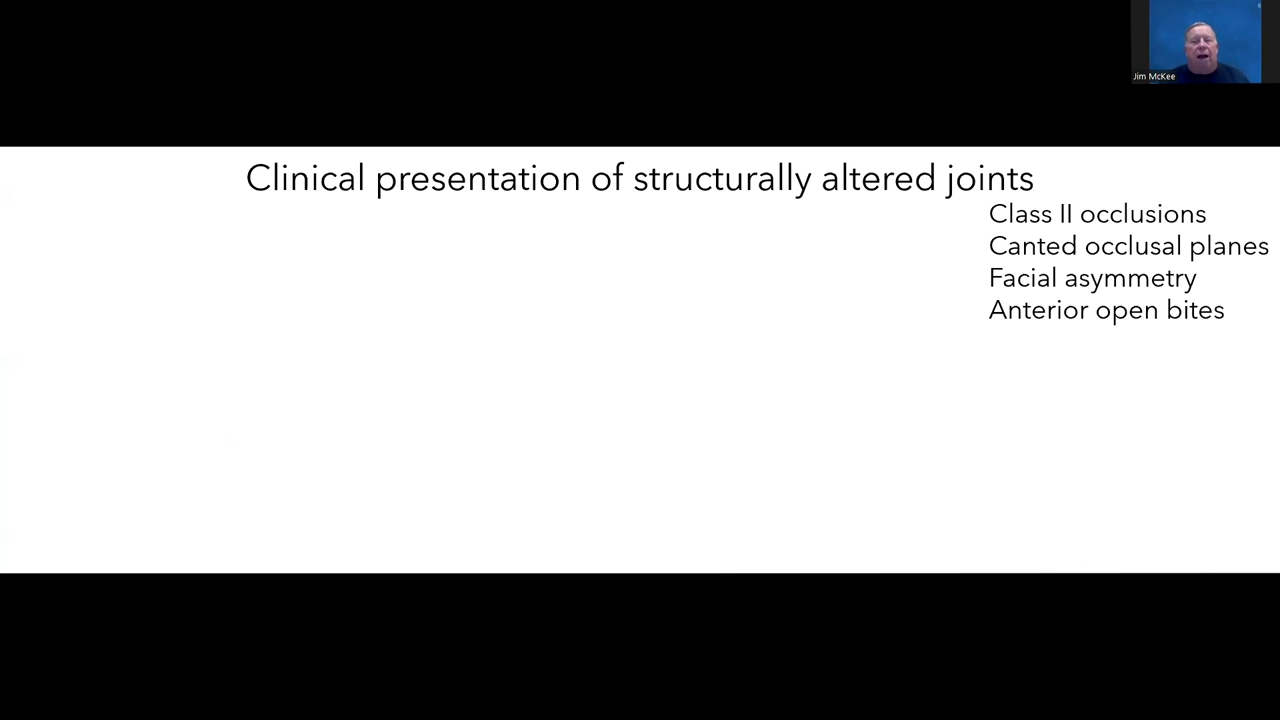 Jim McKee
Clinical presentation of structurally altered joints
Class II occlusions
Canted occlusal planes
Facial asymmetry
Anterior open bites